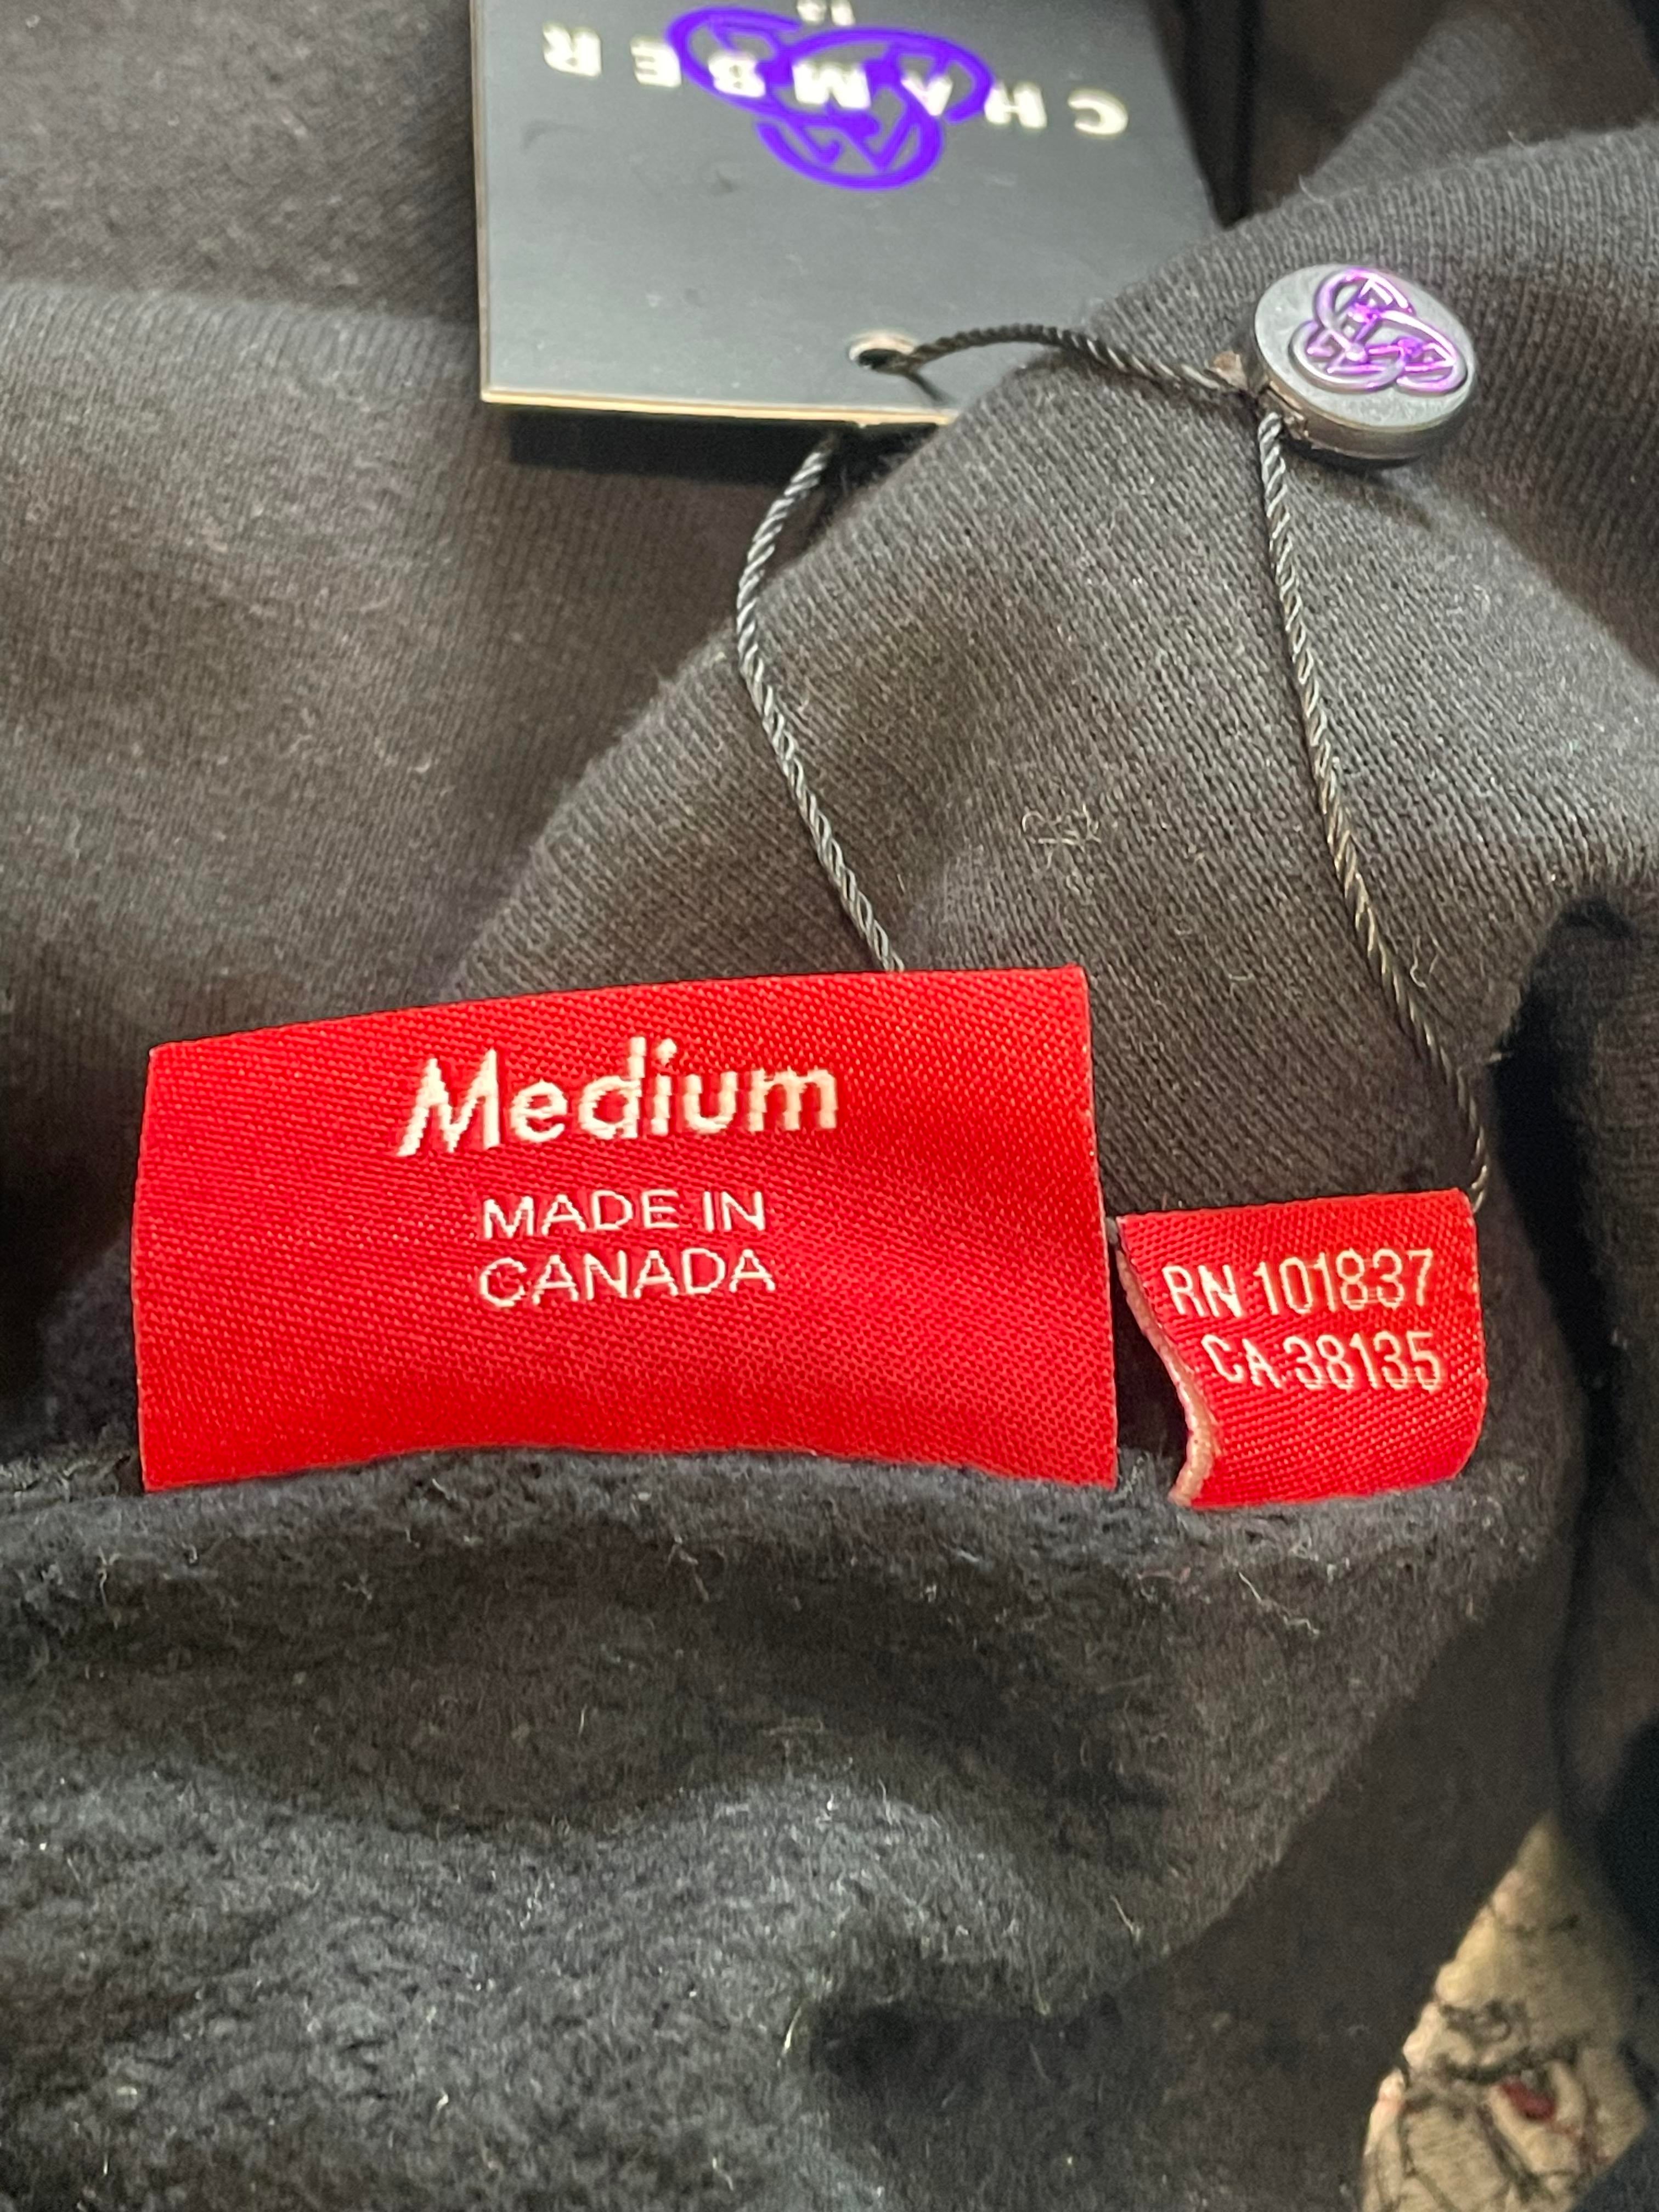 CHAMBER
Medium
MADE IN
CANADA
RN 101837
CA 38135